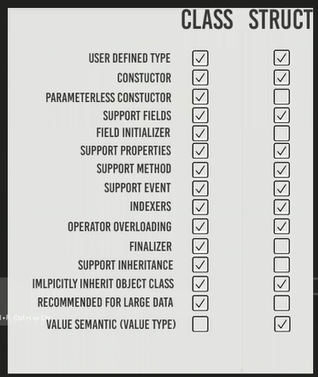 CLASS STRUCT
USER DEFINED TYPE
CONSTUCTOR
PARAMETERLESS CONSTUCTOR
SUPPORT FIELDS
FIELD INITIALIZER
SUPPORT PROPERTIES
SUPPORT METHOD
SUPPORT EVENT
INDEXERS
OPERATOR OVERLOADING
FINALIZER
SUPPORT INHERITANCE
IMLPICITLY INHERIT OBJECT CLASS
RECOMMENDED FOR LARGE DATA
VALUE SEMANTIC (VALUE TYPE)